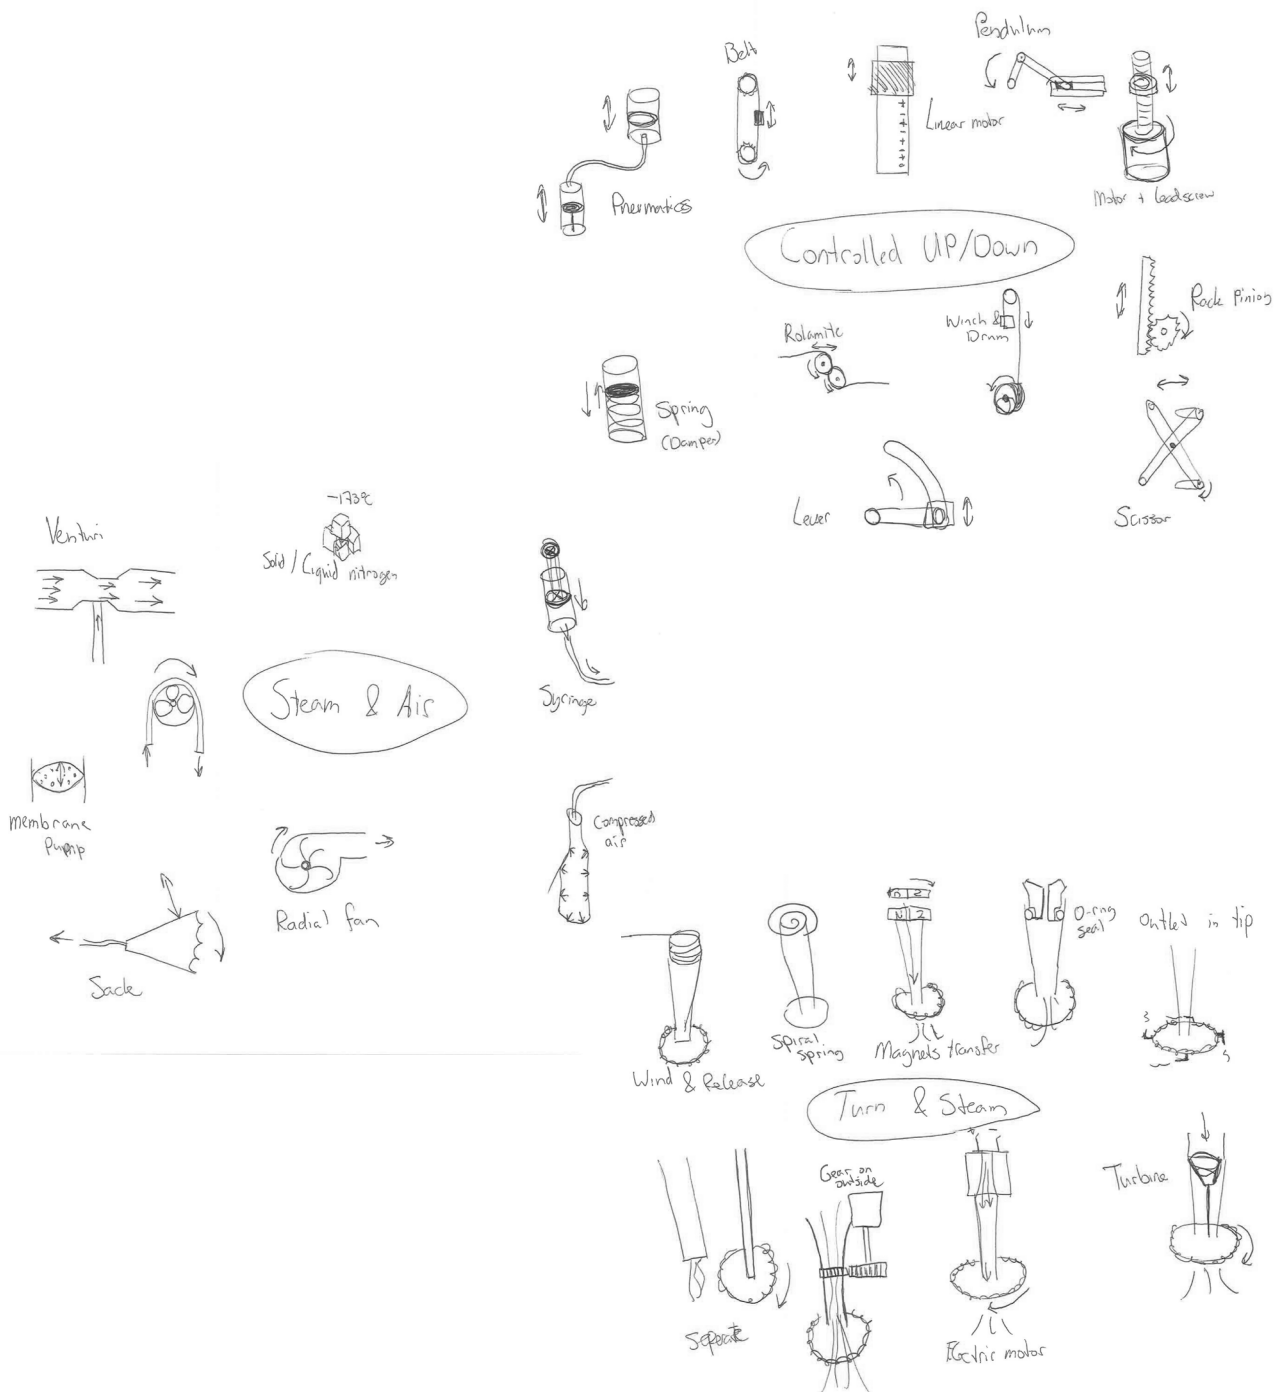 Pendulum
Belt
Linear motor
Pneumatics
Motor + Leadscrew
Controlled UP/Down
Rack Pinion
Winch &
Drum
Rolamite
Spring
(Damper)
Lever
Scissor
-173°C
Solid / Liquid nitrogen
Venturi
Steam & Air
Syringe
Membrane
Pump
Compressed
air
Radial fan
Sack
O-ring
seal
Outled in tip
Spiral
spring
Magnets transfer
Wind & Release
Turn & Steam
+ -
Gear on
outside
Turbine
Seperate
Electric motor